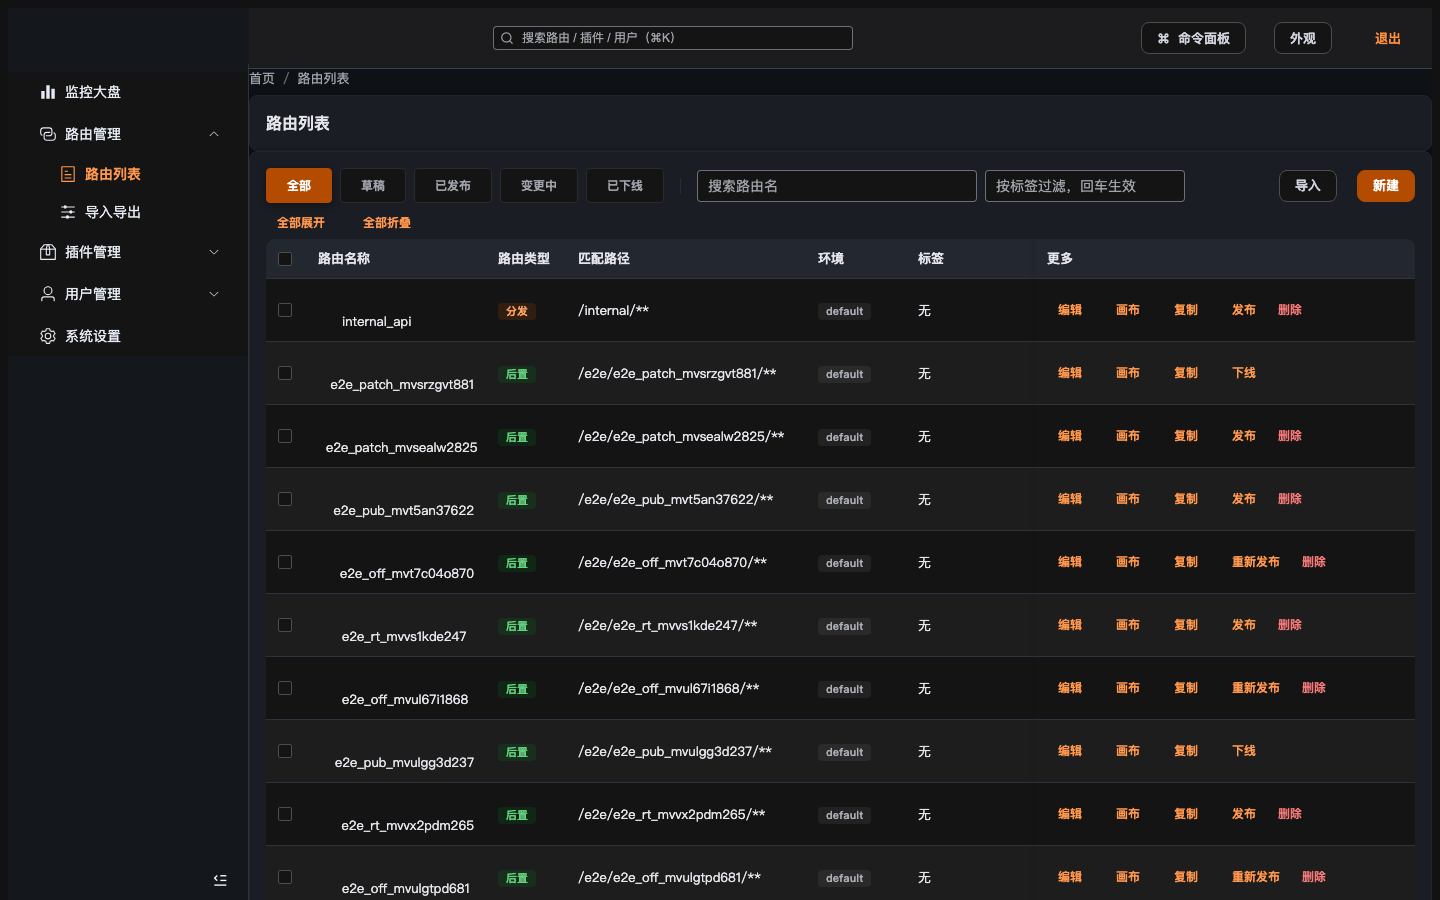 搜索路由 / 插件 / 用户（⌘K）
⌘ 命令面板
外观
退出
监控大盘
路由管理
路由列表
导入导出
插件管理
用户管理
系统设置
首页 / 路由列表
路由列表
全部
草稿
已发布
变更中
已下线
搜索路由名
按标签过滤，回车生效
导入
新建
全部展开
全部折叠
路由名称 路由类型 匹配路径 环境 标签 更多
internal_api 分发 /internal/** default 无 编辑 画布 复制 发布 删除
e2e_patch_mvsrzgvt881 后置 /e2e/e2e_patch_mvsrzgvt881/** default 无 编辑 画布 复制 下线
e2e_patch_mvsealw2825 后置 /e2e/e2e_patch_mvsealw2825/** default 无 编辑 画布 复制 发布 删除
e2e_pub_mvt5an37622 后置 /e2e/e2e_pub_mvt5an37622/** default 无 编辑 画布 复制 发布 删除
e2e_off_mvt7c04o870 后置 /e2e/e2e_off_mvt7c04o870/** default 无 编辑 画布 复制 重新发布 删除
e2e_rt_mvvs1kde247 后置 /e2e/e2e_rt_mvvs1kde247/** default 无 编辑 画布 复制 发布 删除
e2e_off_mvul67i1868 后置 /e2e/e2e_off_mvul67i1868/** default 无 编辑 画布 复制 重新发布 删除
e2e_pub_mvulgg3d237 后置 /e2e/e2e_pub_mvulgg3d237/** default 无 编辑 画布 复制 下线
e2e_rt_mvvx2pdm265 后置 /e2e/e2e_rt_mvvx2pdm265/** default 无 编辑 画布 复制 发布 删除
e2e_off_mvulgtpd681 后置 /e2e/e2e_off_mvulgtpd681/** default 无 编辑 画布 复制 重新发布 删除